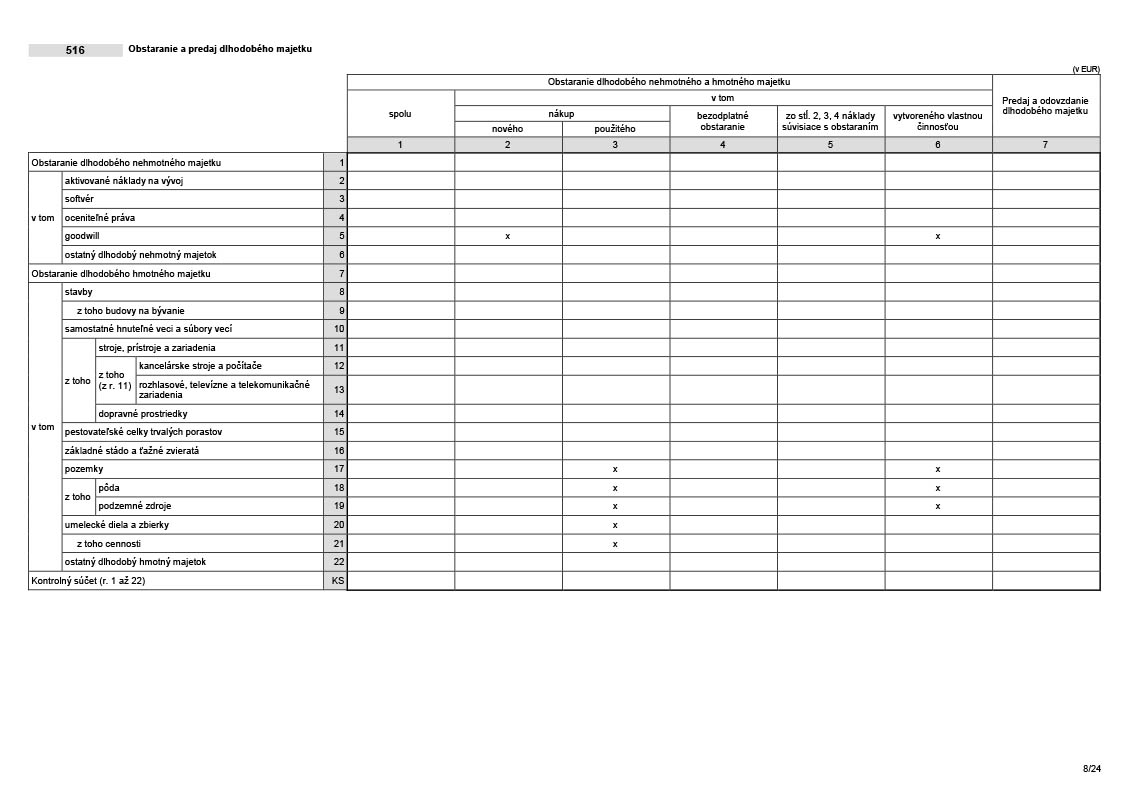 516 Obstaranie a predaj dlhodobého majetku
(v EUR)
Obstaranie dlhodobého nehmotného a hmotného majetku
Predaj a odovzdanie
dlhodobého majetku
spolu
v tom
nákup
bezodplatné
obstaranie
zo stĺ. 2, 3, 4 náklady
súvisiace s obstaraním
vytvoreného vlastnou
činnosťou
nového použitého
1 2 3 4 5 6 7
Obstaranie dlhodobého nehmotného majetku 1
v tom
aktivované náklady na vývoj 2
softvér 3
oceniteľné práva 4
goodwill 5 x x
ostatný dlhodobý nehmotný majetok 6
Obstaranie dlhodobého hmotného majetku 7
v tom
stavby 8
z toho budovy na bývanie 9
samostatné hnuteľné veci a súbory vecí 10
z toho
stroje, prístroje a zariadenia 11
z toho
(z r. 11)
kancelárske stroje a počítače 12
rozhlasové, televízne a telekomunikačné
zariadenia 13
dopravné prostriedky 14
pestovateľské celky trvalých porastov 15
základné stádo a ťažné zvieratá 16
pozemky 17 x x
z toho
pôda 18 x x
podzemné zdroje 19 x x
umelecké diela a zbierky 20 x
z toho cennosti 21 x
ostatný dlhodobý hmotný majetok 22
Kontrolný súčet (r. 1 až 22) KS
8/24